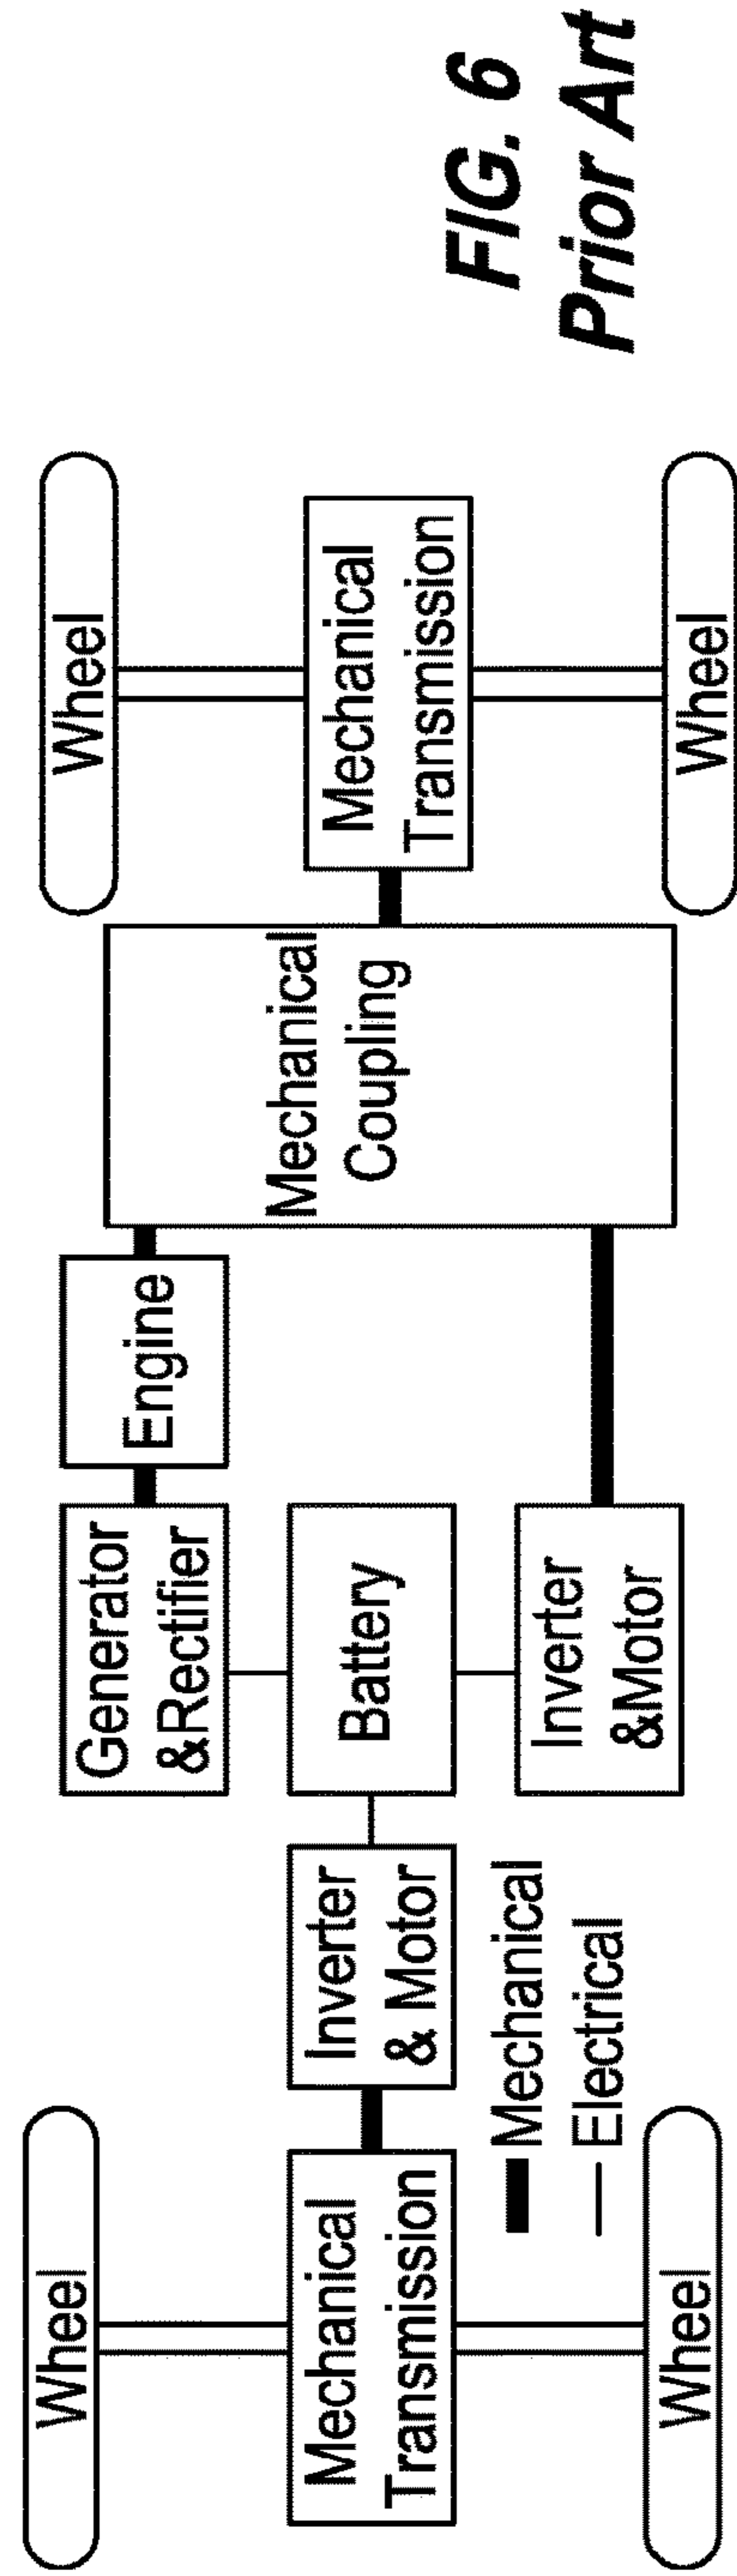 Wheel
Mechanical
Transmission
Wheel
Inverter
& Motor
Mechanical
Electrical
Generator
&Rectifier
Battery
Inverter
&Motor
Engine
Mechanical
Coupling
Wheel
Mechanical
Transmission
Wheel
FIG. 6
Prior Art